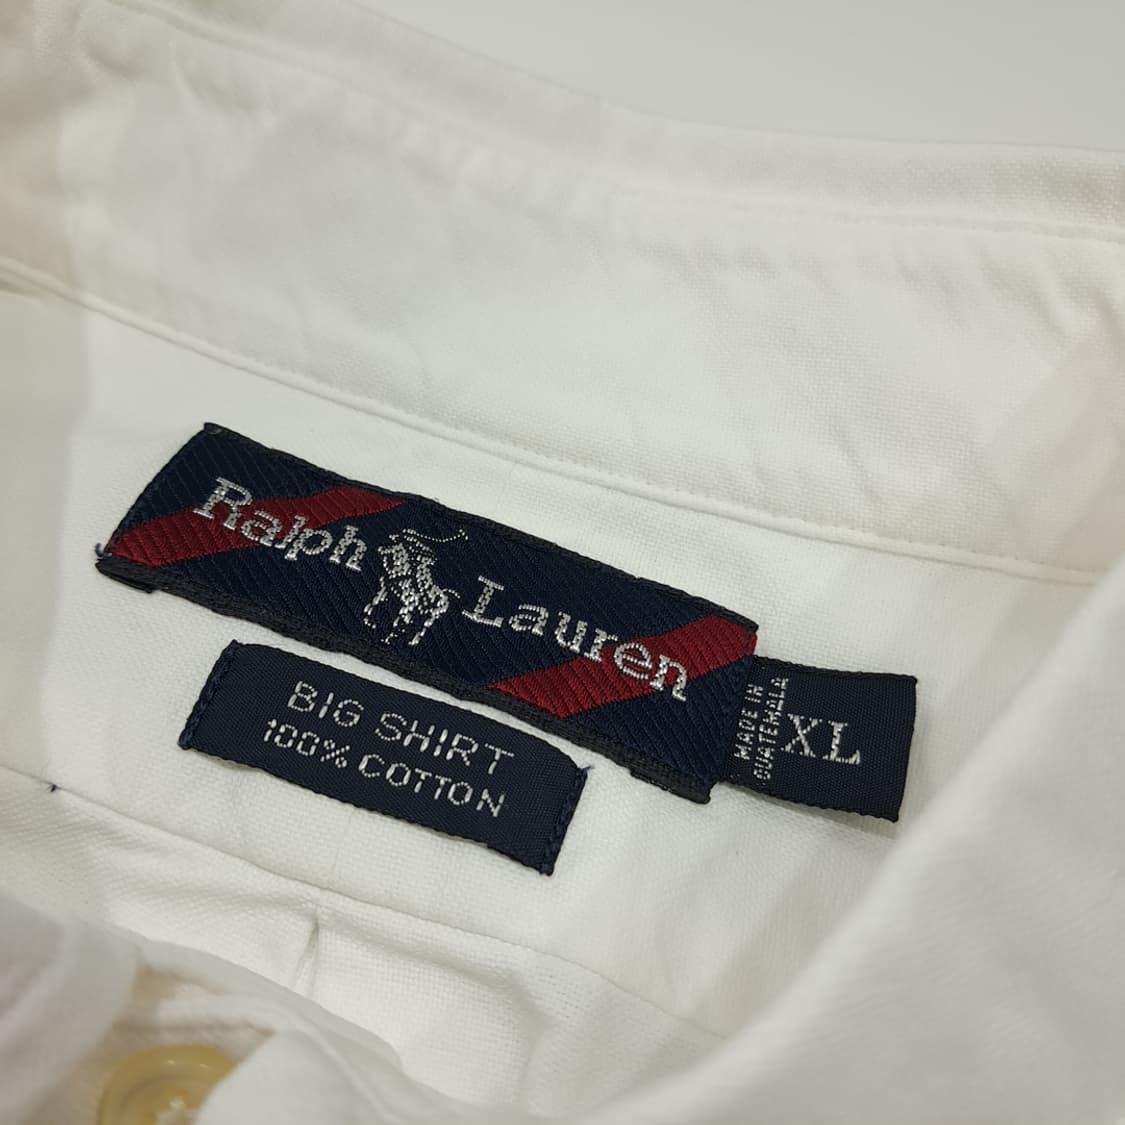 Ralph Lauren
BIG SHIRT
100% COTTON
MADE IN
GUATEMALA
XL